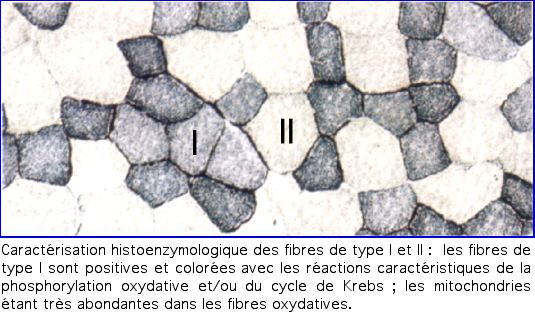 I
II
Caractérisation histoenzymologique des fibres de type I et II : les fibres de
type I sont positives et colorées avec les réactions caractéristiques de la
phosphorylation oxydative et/ou du cycle de Krebs ; les mitochondries
étant très abondantes dans les fibres oxydatives.